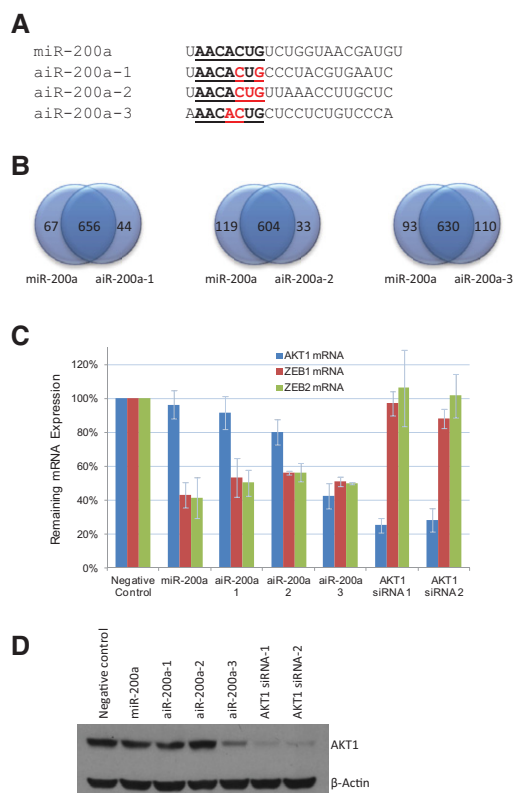 A
miR-200a UAACACUGUCUGGUAACGAUGU
aiR-200a-1 UAACACUGCCCUACGUGAAUC
aiR-200a-2 UAACACUGUUAAACCUUGCUC
aiR-200a-3 AAACACUGCUCCUCUGUCCCA
B
67 656 44
miR-200a aiR-200a-1
119 604 33
miR-200a aiR-200a-2
93 630 110
miR-200a aiR-200a-3
C
Remaining mRNA Expression
120%
100%
80%
60%
40%
20%
0%
AKT1 mRNA
ZEB1 mRNA
ZEB2 mRNA
Negative Control
miR-200a
aiR-200a 1
aiR-200a 2
aiR-200a 3
AKT1 siRNA 1
AKT1 siRNA 2
D
Negative control
miR-200a
aiR-200a-1
aiR-200a-2
aiR-200a-3
AKT1 siRNA-1
AKT1 siRNA-2
AKT1
β-Actin